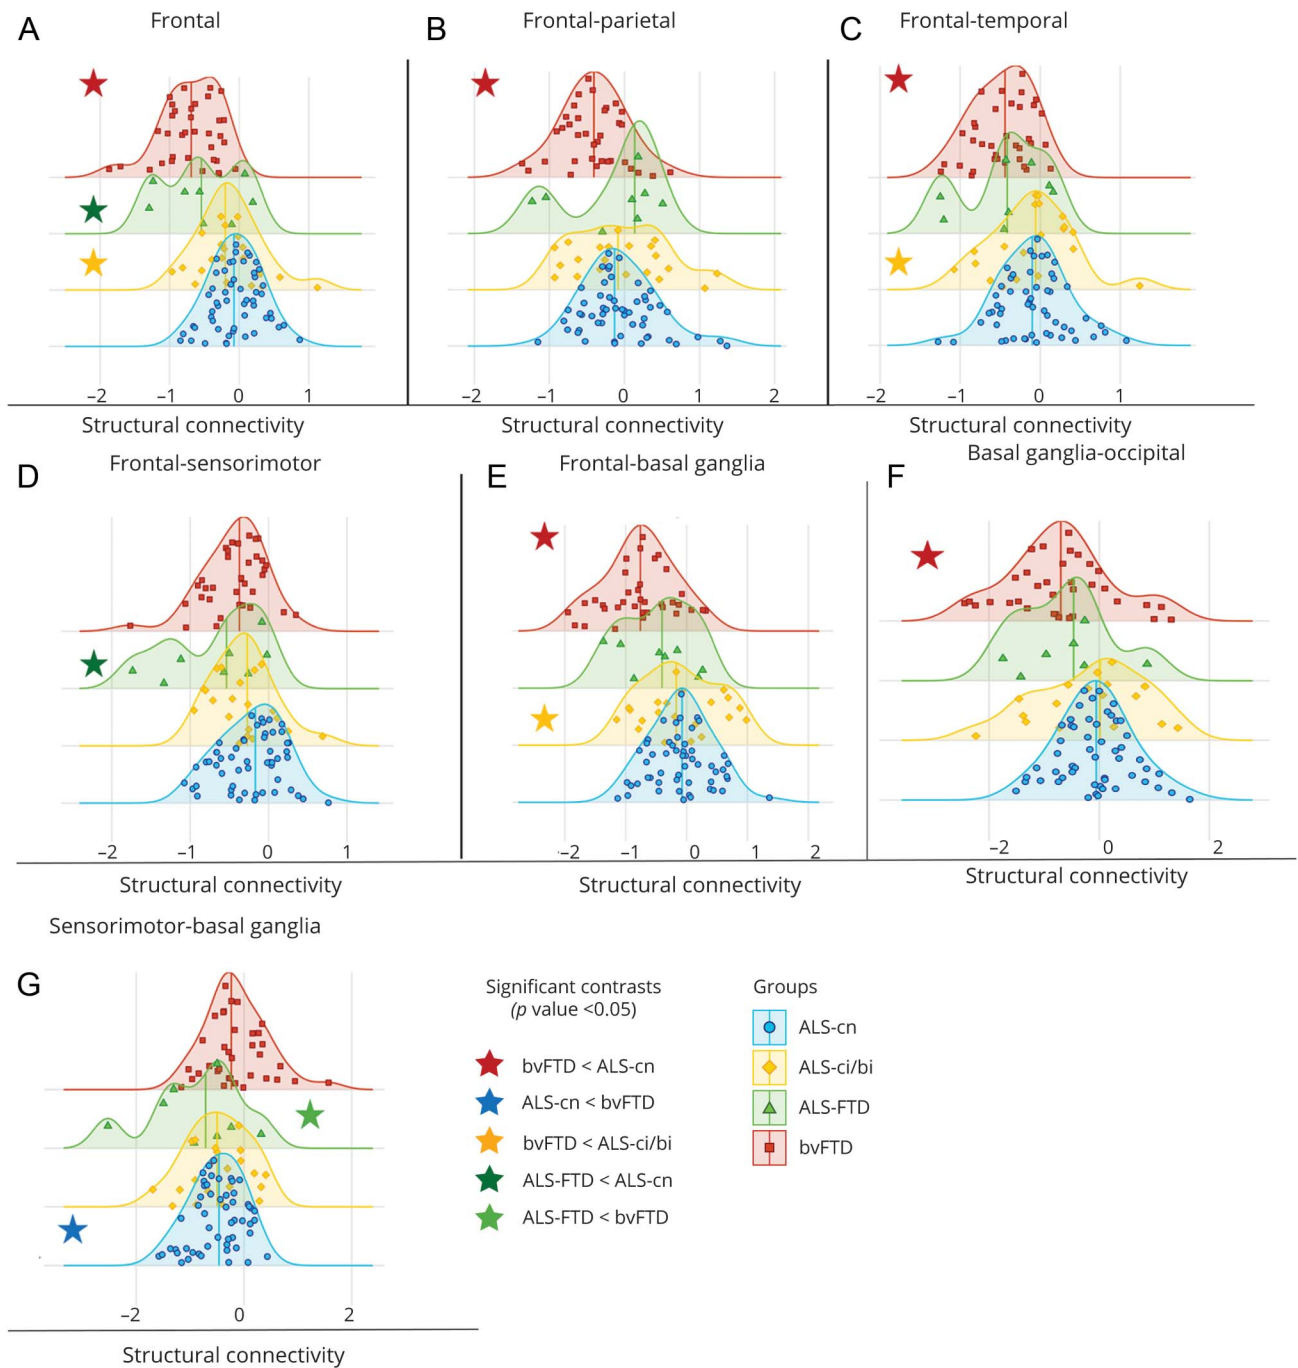 A
Frontal
B
Frontal-parietal
C
Frontal-temporal
−2 −1 0 1
Structural connectivity
−2 −1 0 1 2
Structural connectivity
−2 −1 0 1
Structural connectivity
D
Frontal-sensorimotor
E
Frontal-basal ganglia
F
Basal ganglia-occipital
−2 −1 0 1
Structural connectivity
−2 −1 0 1 2
Structural connectivity
−2 0 2
Structural connectivity
G
Sensorimotor-basal ganglia
−2 0 2
Structural connectivity
Significant contrasts
(p value <0.05)
bvFTD < ALS-cn
ALS-cn < bvFTD
bvFTD < ALS-ci/bi
ALS-FTD < ALS-cn
ALS-FTD < bvFTD
Groups
ALS-cn
ALS-ci/bi
ALS-FTD
bvFTD